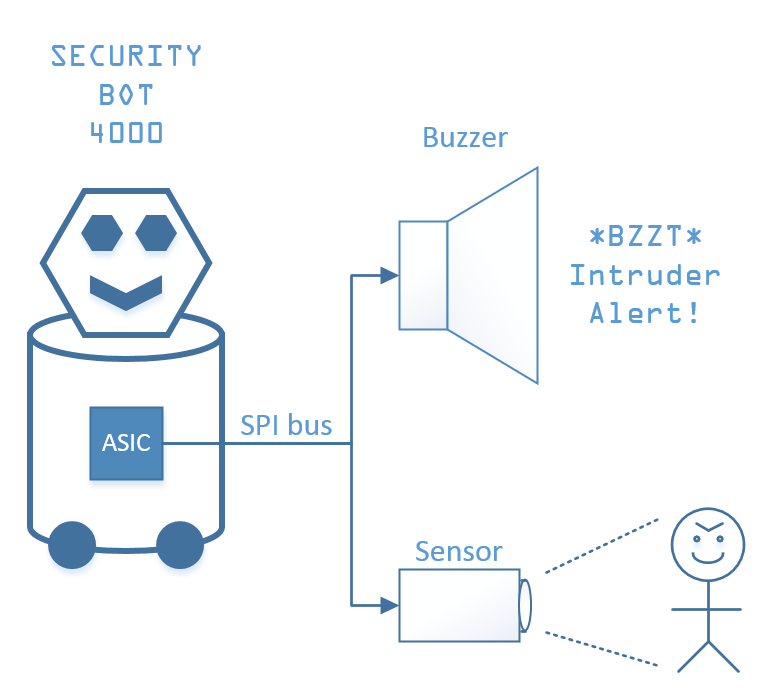 SECURITY
BOT
4000
Buzzer
*BZZT*
Intruder
Alert!
SPI bus
ASIC
Sensor